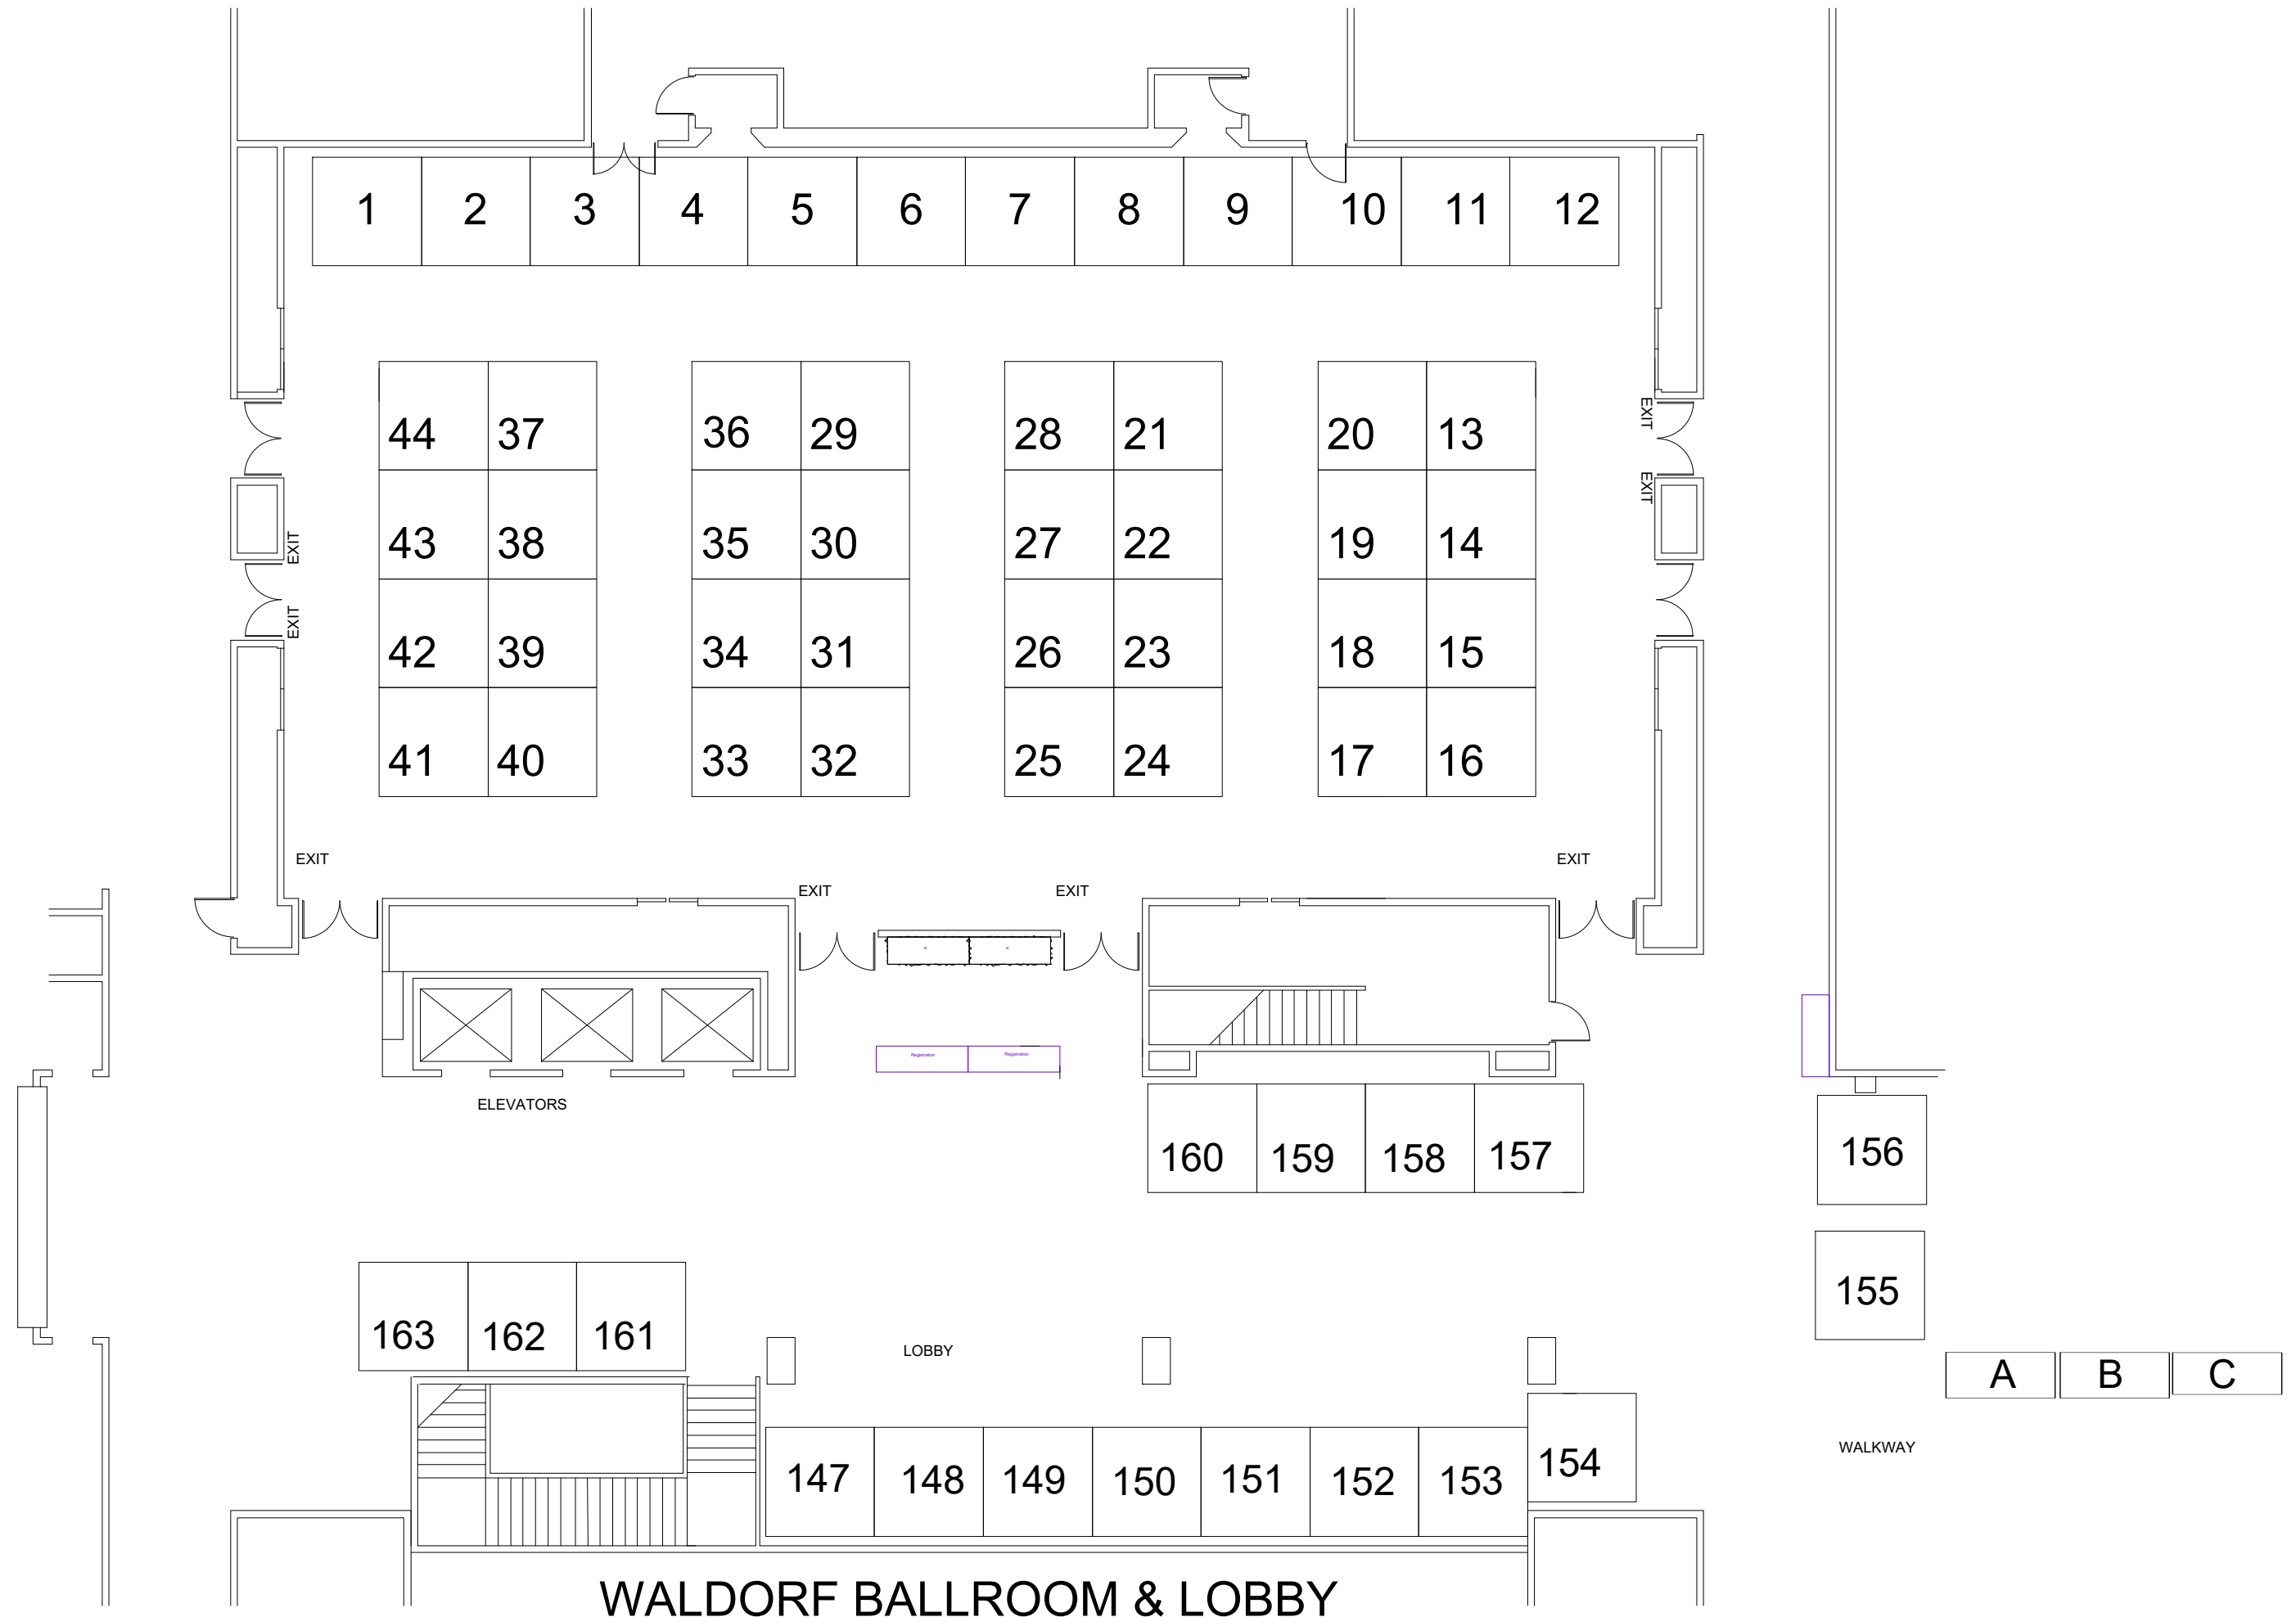 1 2 3 4 5 6 7 8 9 10 11 12
44 37 36 29 28 21 20 13
EXIT
EXIT
43 38 35 30 27 22 19 14
EXIT
EXIT
42 39 34 31 26 23 18 15
41 40 33 32 25 24 17 16
EXIT EXIT
EXIT EXIT
Registration Registration
ELEVATORS
160 159 158 157 156
155
163 162 161
LOBBY
A B C
WALKWAY
147 148 149 150 151 152 153 154
WALDORF BALLROOM & LOBBY